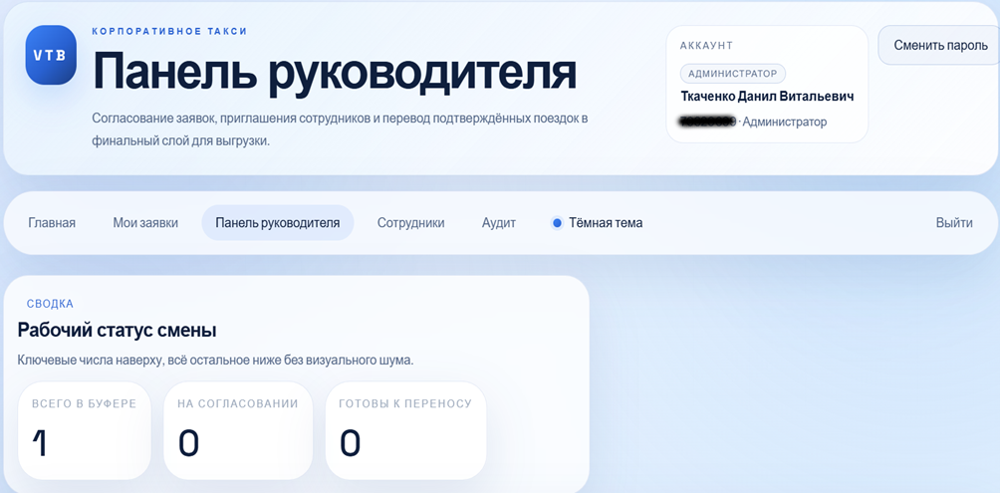 VTB
КОРПОРАТИВНОЕ ТАКСИ
Панель руководителя
Согласование заявок, приглашения сотрудников и перевод подтверждённых поездок в
финальный слой для выгрузки.
АККАУНТ
АДМИНИСТРАТОР
Ткаченко Данил Витальевич
· Администратор
Сменить пароль
Главная Мои заявки Панель руководителя Сотрудники Аудит Тёмная тема Выйти
СВОДКА
Рабочий статус смены
Ключевые числа наверху, всё остальное ниже без визуального шума.
ВСЕГО В БУФЕРЕ
1
НА СОГЛАСОВАНИИ
0
ГОТОВЫ К ПЕРЕНОСУ
0